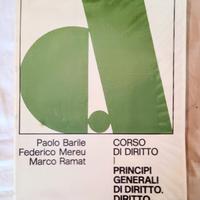 Paolo Barile
Federico Mereu
Marco Ramat
CORSO
DI DIRITTO
I
PRINCIPI
GENERALI
DI DIRITTO.
DIRITTO